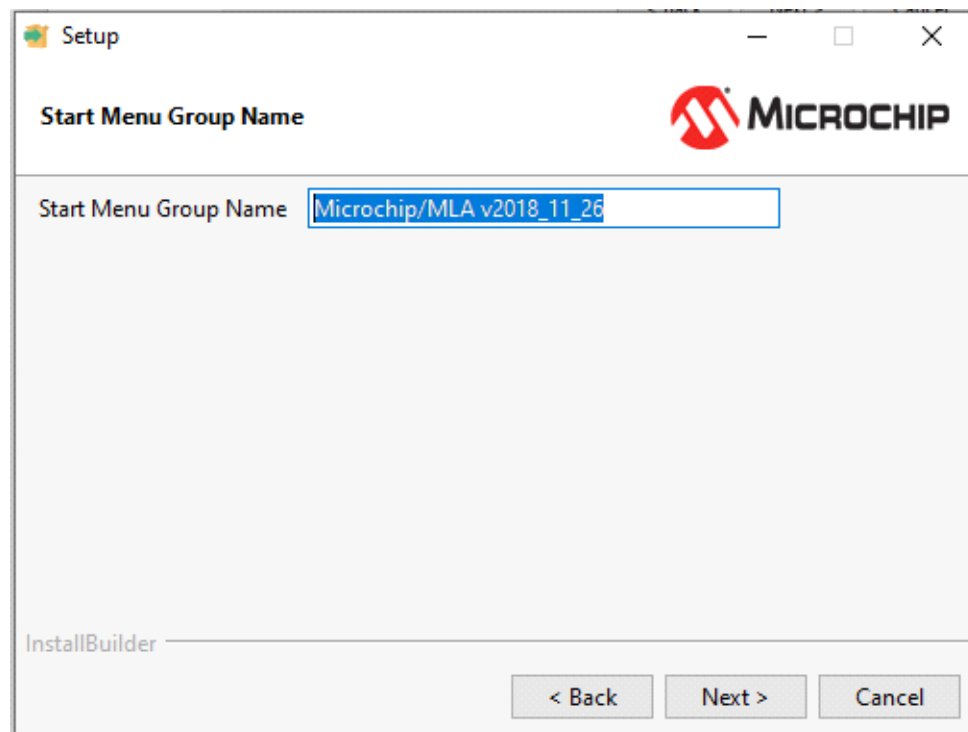 Setup
Start Menu Group Name
MICROCHIP
Start Menu Group Name Microchip/MLA v2018_11_26
InstallBuilder
< Back Next > Cancel